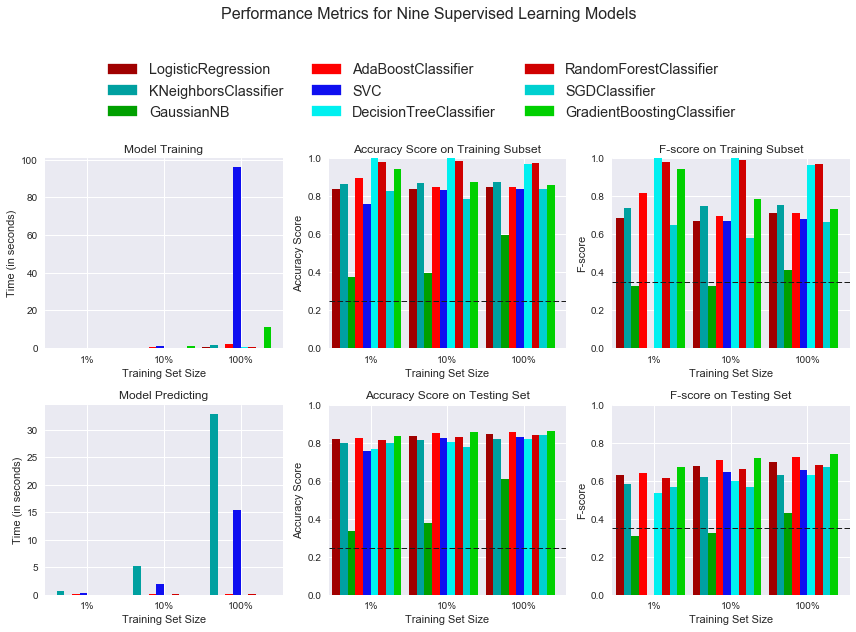 Performance Metrics for Nine Supervised Learning Models
LogisticRegression
KNeighborsClassifier
GaussianNB
AdaBoostClassifier
SVC
DecisionTreeClassifier
RandomForestClassifier
SGDClassifier
GradientBoostingClassifier
Model Training
Time (in seconds)
100
80
60
40
20
0
1% 10% 100%
Training Set Size
Accuracy Score on Training Subset
Accuracy Score
1.0
0.8
0.6
0.4
0.2
0.0
1% 10% 100%
Training Set Size
F-score on Training Subset
F-score
1.0
0.8
0.6
0.4
0.2
0.0
1% 10% 100%
Training Set Size
Model Predicting
Time (in seconds)
30
25
20
15
10
5
0
1% 10% 100%
Training Set Size
Accuracy Score on Testing Set
Accuracy Score
1.0
0.8
0.6
0.4
0.2
0.0
1% 10% 100%
Training Set Size
F-score on Testing Set
F-score
1.0
0.8
0.6
0.4
0.2
0.0
1% 10% 100%
Training Set Size